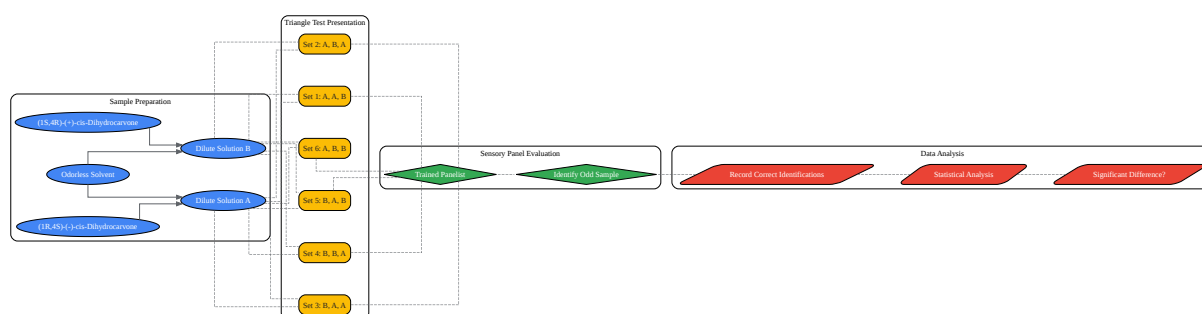 Triangle Test Presentation
Set 2: A, B, A
Set 1: A, A, B
Set 6: A, B, B
Set 5: B, A, B
Set 4: B, B, A
Set 3: B, A, A
Sample Preparation
(1S,4R)-(+)-cis-Dihydrocarvone
Dilute Solution B
Odorless Solvent
Dilute Solution A
(1R,4S)-(-)-cis-Dihydrocarvone
Sensory Panel Evaluation
Trained Panelist
Identify Odd Sample
Data Analysis
Record Correct Identifications
Statistical Analysis
Significant Difference?